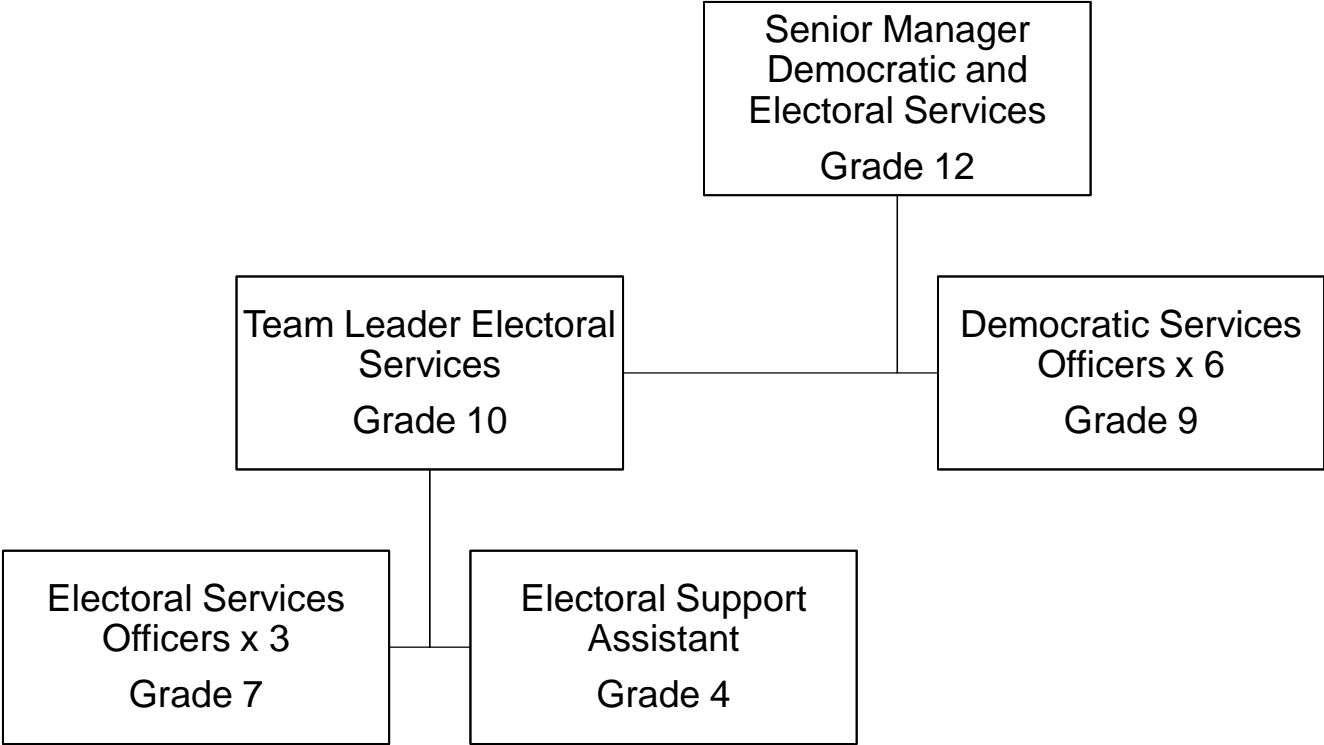 Senior Manager
Democratic and
Electoral Services
Grade 12
Team Leader Electoral
Services
Grade 10
Democratic Services
Officers x 6
Grade 9
Electoral Services
Officers x 3
Grade 7
Electoral Support
Assistant
Grade 4